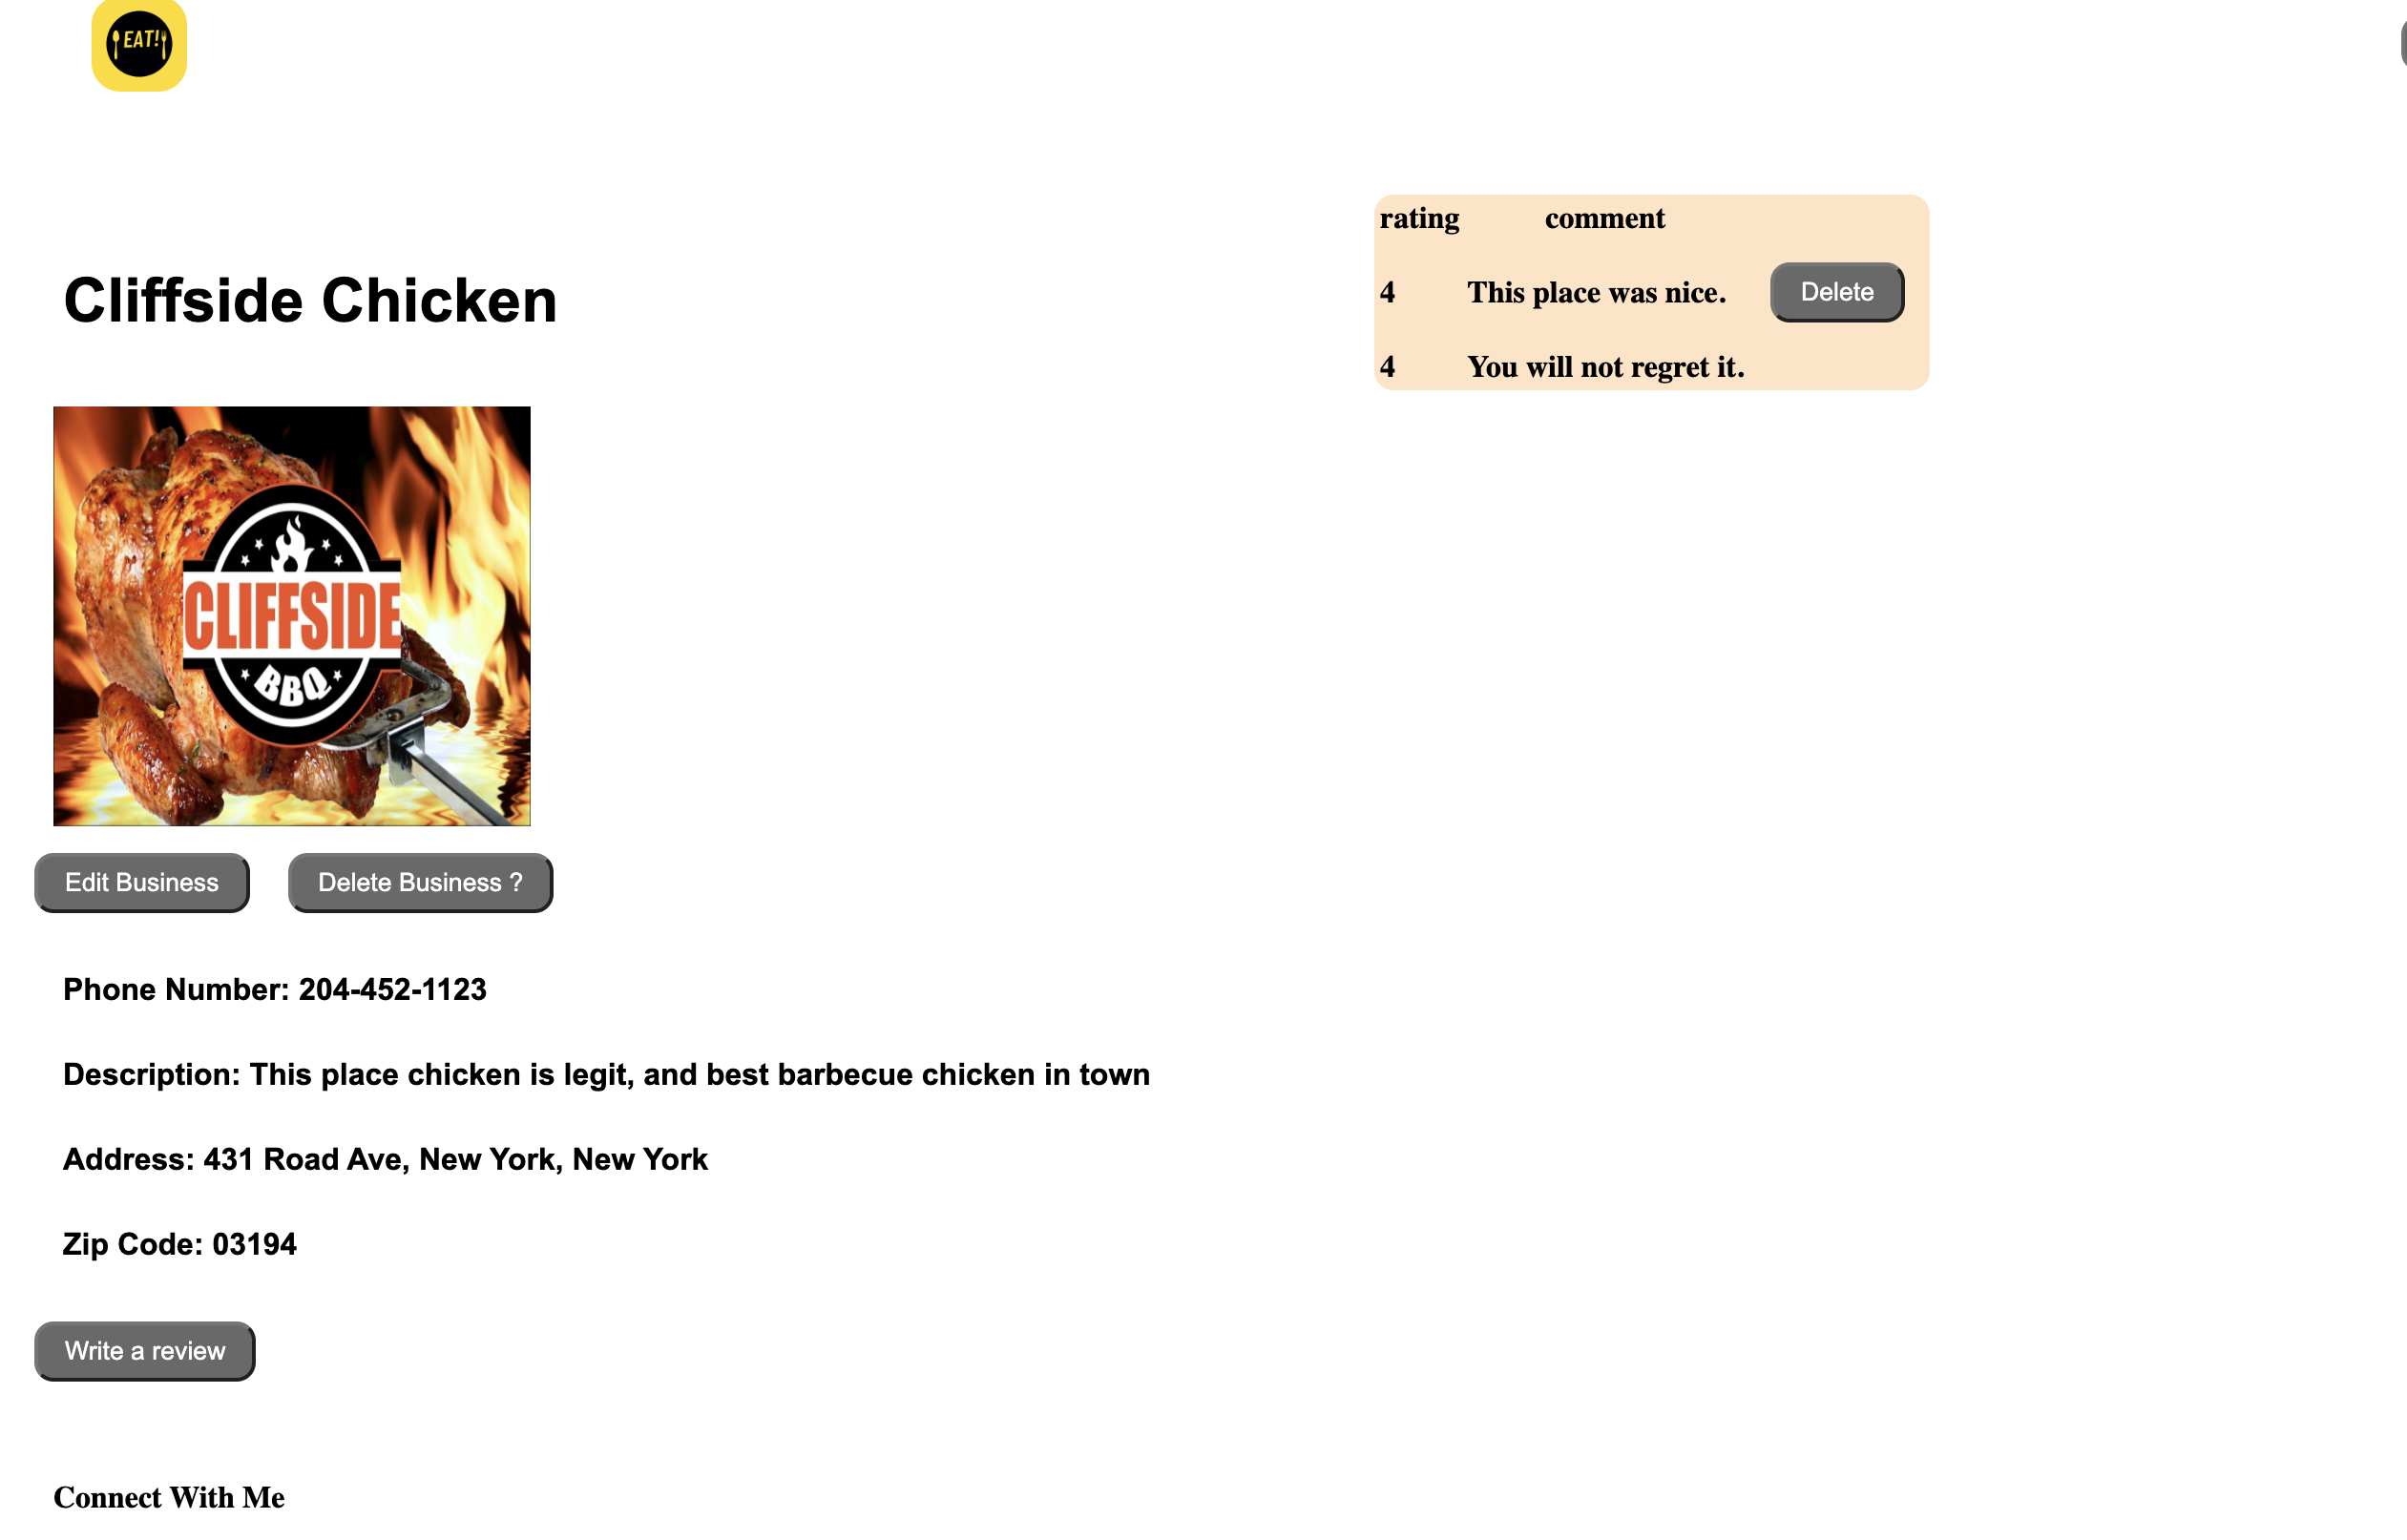 EAT!
Cliffside Chicken
rating comment
4 This place was nice. Delete
4 You will not regret it.
CLIFFSIDE
BBQ
Edit Business Delete Business ?
Phone Number: 204-452-1123
Description: This place chicken is legit, and best barbecue chicken in town
Address: 431 Road Ave, New York, New York
Zip Code: 03194
Write a review
Connect With Me